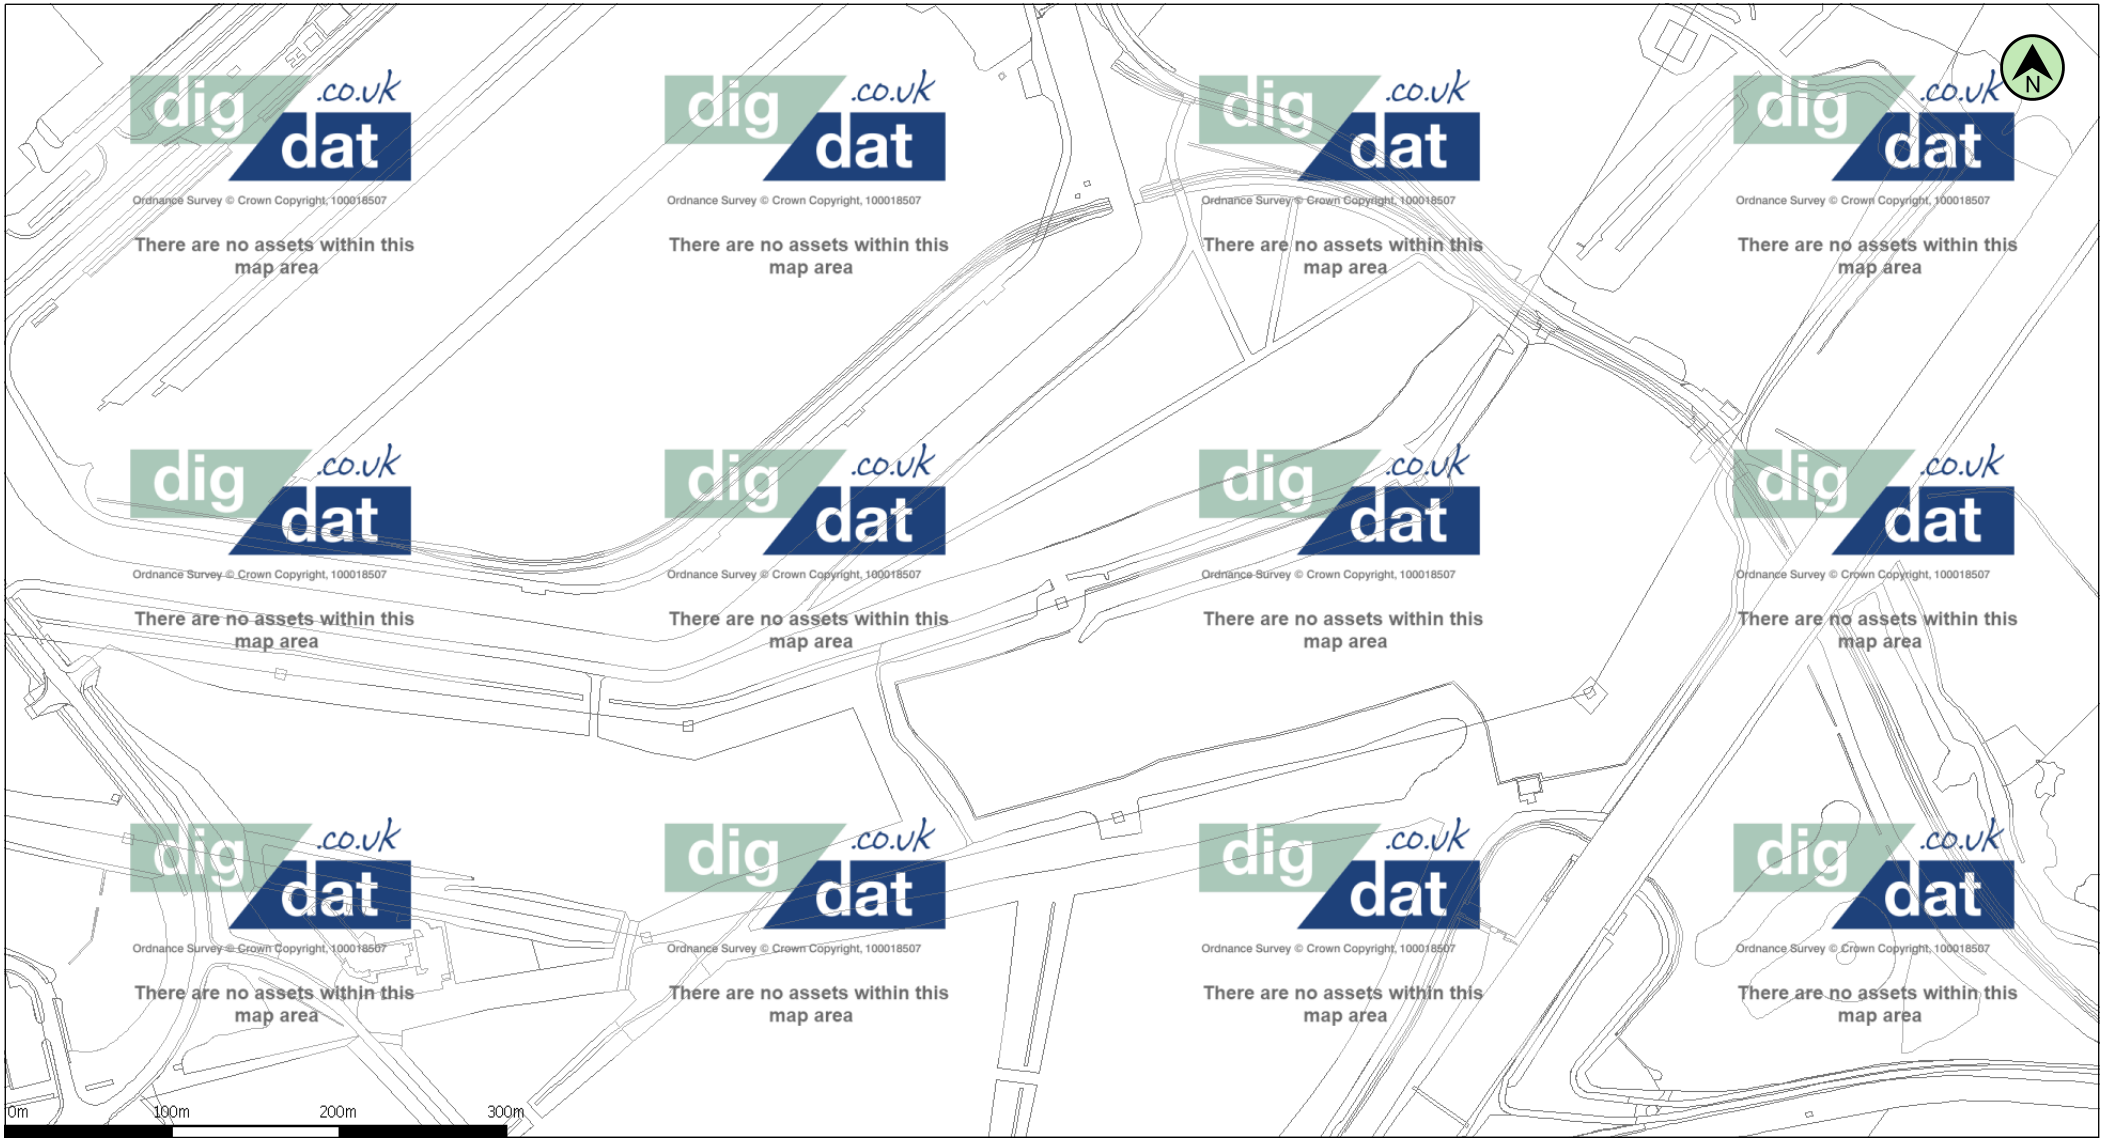 dig .co.uk dig .co.uk dig .co.uk dig .co.uk N
dat dat dat dat
Ordnance Survey © Crown Copyright, 100018507 Ordnance Survey © Crown Copyright, 100018507 Ordnance Survey © Crown Copyright, 100018507 Ordnance Survey © Crown Copyright, 100018507
There are no assets within this There are no assets within this There are no assets within this There are no assets within this
map area map area map area map area
dig .co.uk dig .co.uk dig .co.uk dig .co.uk
dat dat dat dat
Ordnance Survey © Crown Copyright, 100018507 Ordnance Survey © Crown Copyright, 100018507 Ordnance Survey © Crown Copyright, 100018507 Ordnance Survey © Crown Copyright, 100018507
There are no assets within this There are no assets within this There are no assets within this There are no assets within this
map area map area map area map area
dig .co.uk dig .co.uk dig .co.uk dig .co.uk
dat dat dat dat
Ordnance Survey © Crown Copyright, 100018507 Ordnance Survey © Crown Copyright, 100018507 Ordnance Survey © Crown Copyright, 100018507 Ordnance Survey © Crown Copyright, 100018507
There are no assets within this There are no assets within this There are no assets within this There are no assets within this
map area map area map area map area
0m 100m 200m 300m